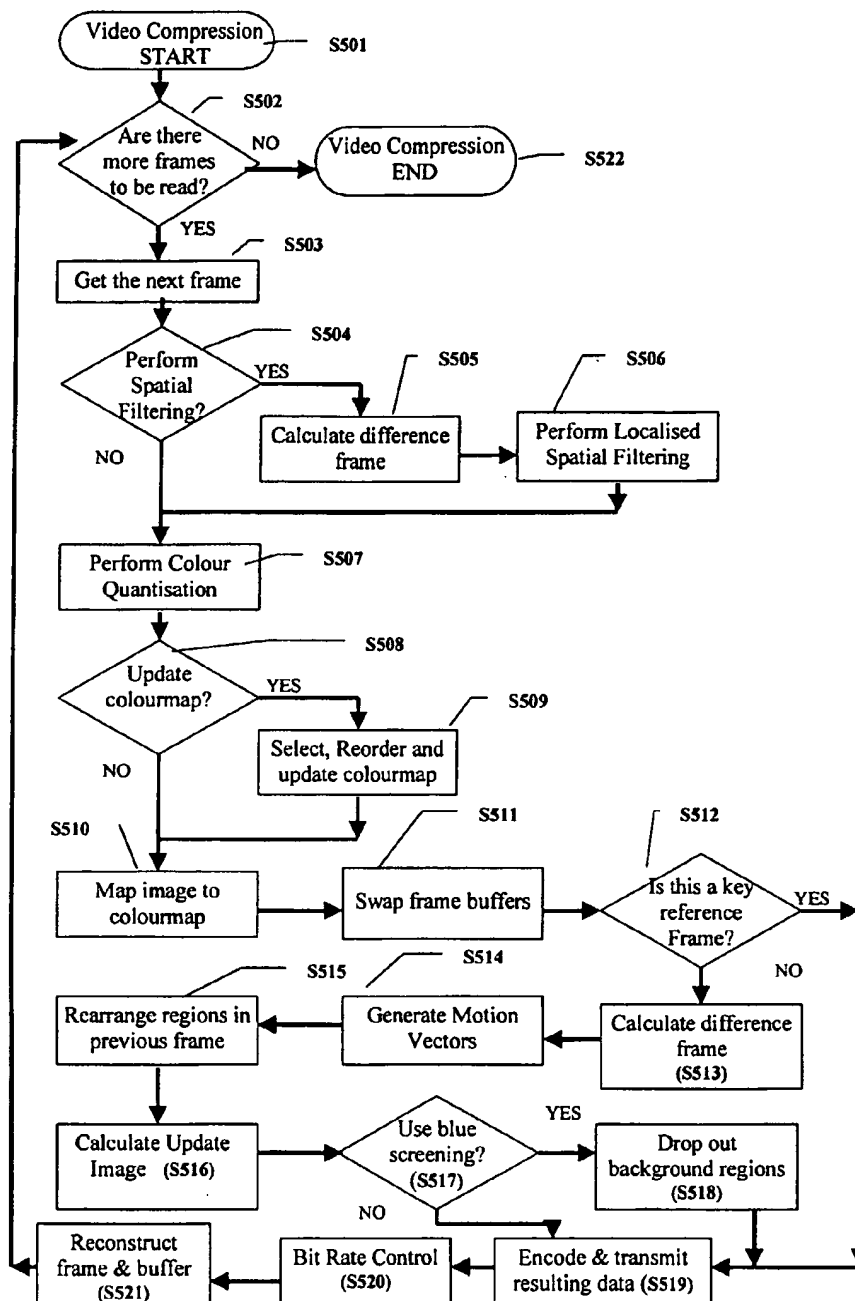 Video Compression
START
S501
S502
Are there
more frames
to be read?
NO
Video Compression
END
S522
YES
S503
Get the next frame
S504
Perform
Spatial
Filtering?
YES
S505
S506
Calculate difference
frame
Perform Localised
Spatial Filtering
NO
Perform Colour
Quantisation
S507
S508
Update
colourmap?
YES
S509
Select, Reorder and
update colourmap
NO
S510
S511
S512
Map image to
colourmap
Swap frame buffers
Is this a key
reference
Frame?
YES
NO
S515
S514
Rearrange regions in
previous frame
Generate Motion
Vectors
Calculate difference
frame
(S513)
Calculate Update
Image (S516)
Use blue
screening?
(S517)
YES
Drop out
background regions
(S518)
NO
Reconstruct
frame & buffer
(S521)
Bit Rate Control
(S520)
Encode & transmit
resulting data (S519)